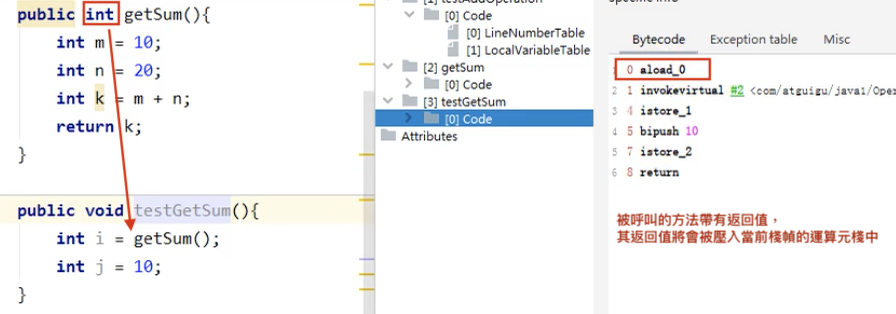 public int getSum(){
int m = 10;
int n = 20;
int k = m + n;
return k;
}
public void testGetSum(){
int i = getSum();
int j = 10;
}
[1] testAddOperation
[0] Code
[0] LineNumberTable
[1] LocalVariableTable
[2] getSum
[0] Code
[3] testGetSum
[0] Code
Attributes
Specific info
Bytecode Exception table Misc
1 0 aload_0
2 1 invokevirtual #2 <com/atguigu/java1/Oper
3 4 istore_1
4 5 bipush 10
5 7 istore_2
6 8 return
被呼叫的方法帶有返回值，
其返回值將會被壓入當前棧幀的運算元棧中